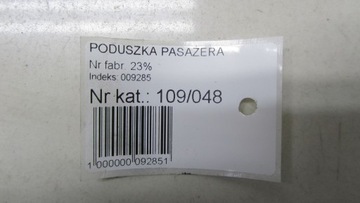 PODUSZKA PASAZERA
Nr fabr. 23%
Indeks: 009285
Nr kat.: 109/048
1 000000 092851